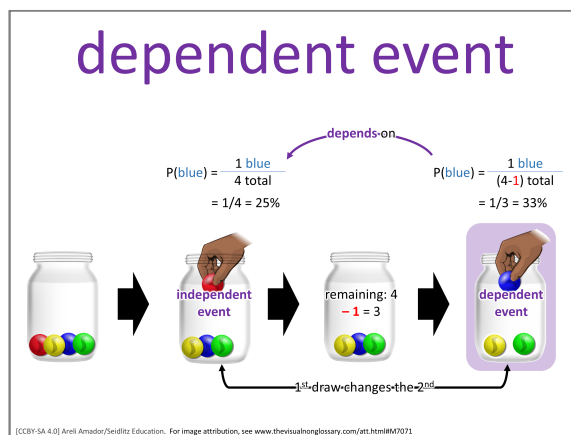 dependent event
depends on
P(blue) = 1 blue / 4 total
= 1/4 = 25%
P(blue) = 1 blue / (4-1) total
= 1/3 = 33%
independent
event
remaining: 4
– 1 = 3
dependent
event
1st draw changes the 2nd
[CCBY-SA 4.0] Areli Amador/Seidlitz Education. For image attribution, see www.thevisualnonglossary.com/att.html#M7071